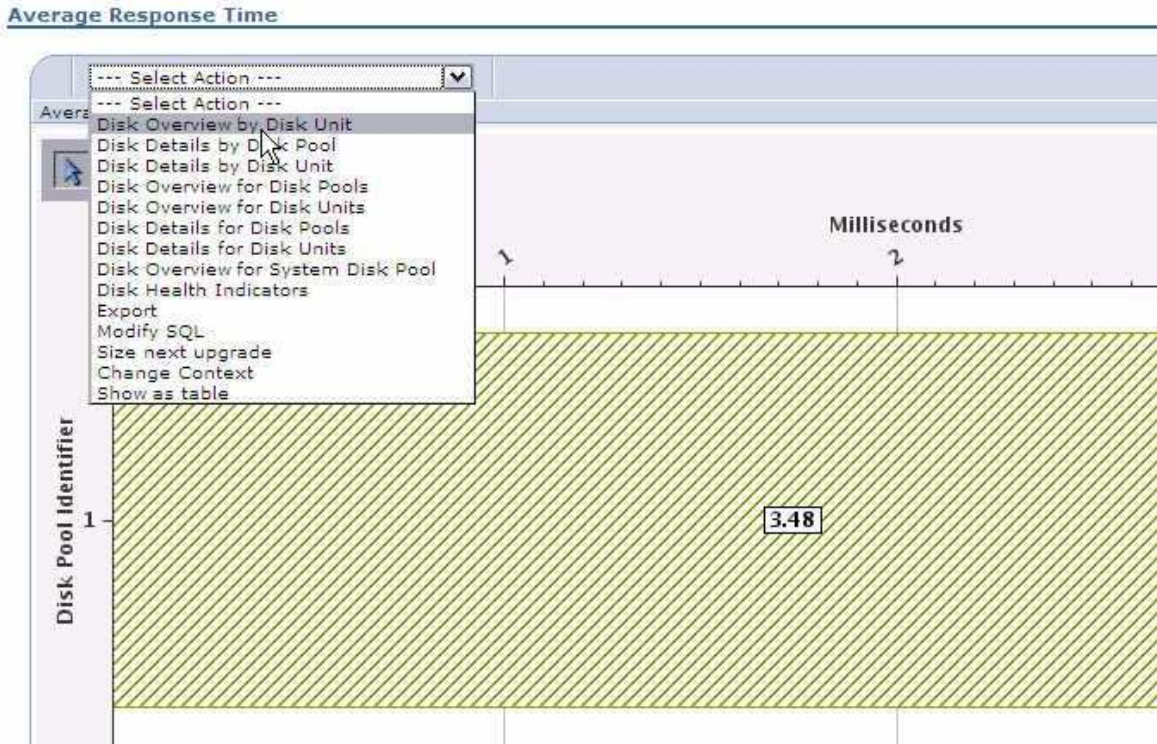 Average Response Time
--- Select Action ---
--- Select Action ---
Disk Overview by Disk Unit
Disk Details by Disk Pool
Disk Details by Disk Unit
Disk Overview for Disk Pools
Disk Overview for Disk Units
Disk Details for Disk Pools
Disk Details for Disk Units
Disk Overview for System Disk Pool
Disk Health Indicators
Export
Modify SQL
Size next upgrade
Change Context
Show as table
Milliseconds
1
2
Disk Pool Identifier
1
3.48